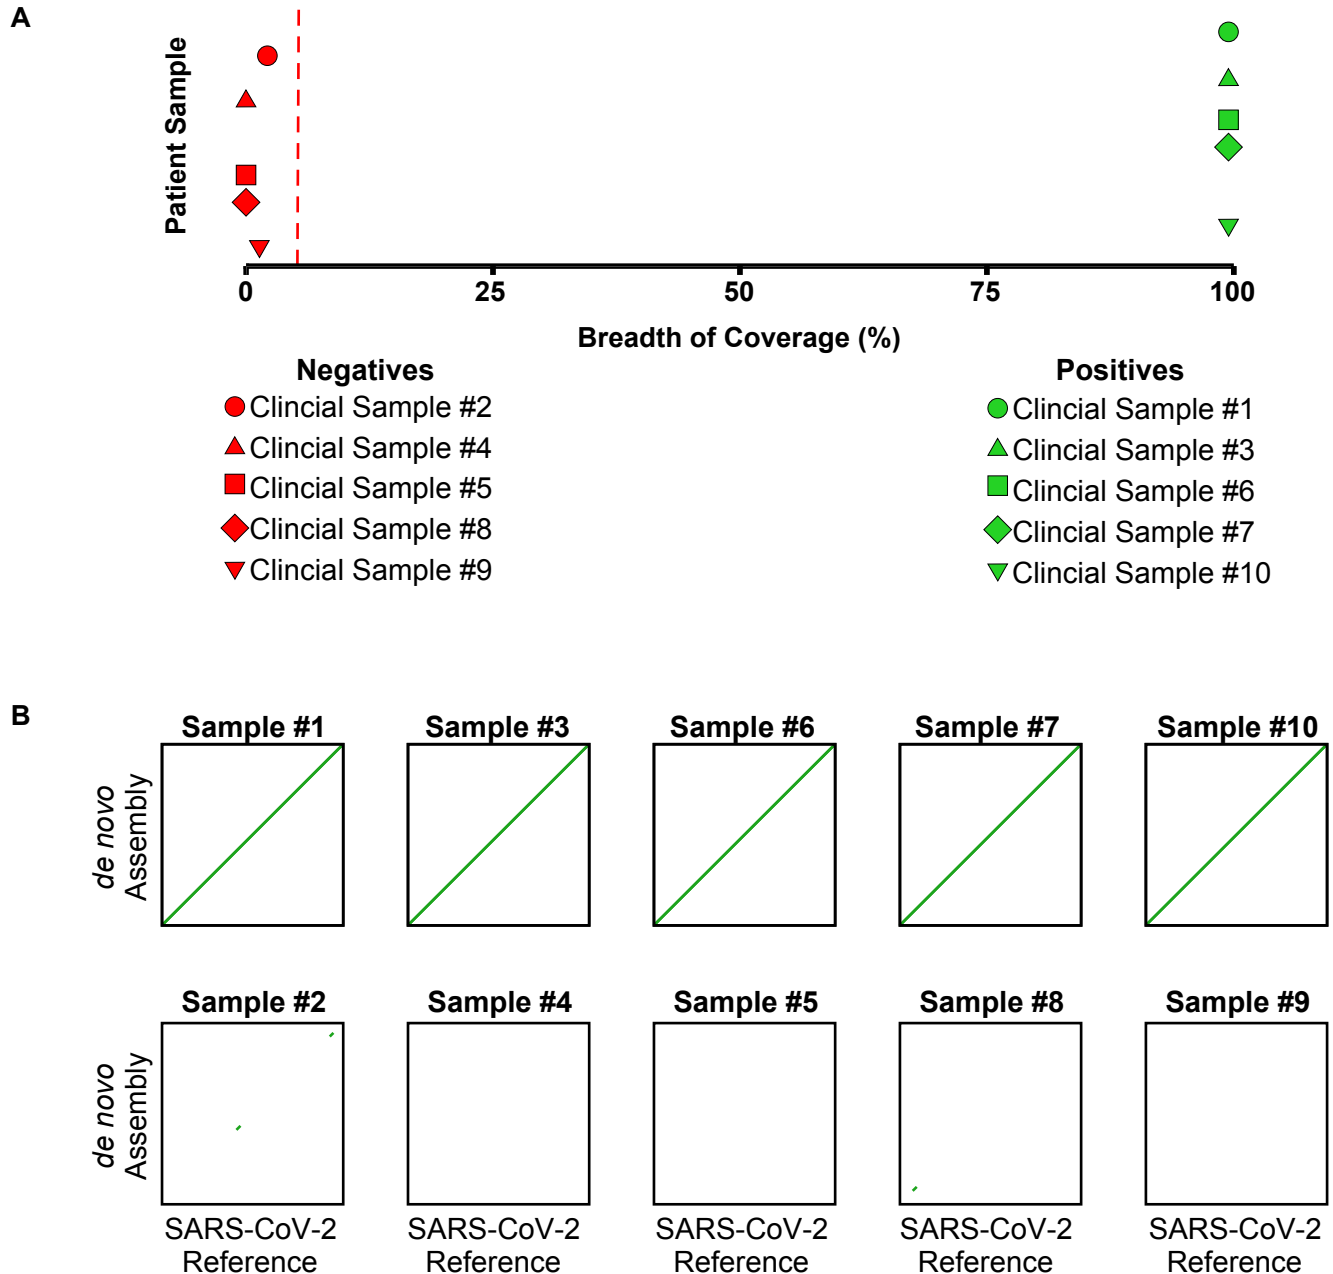 A
Patient Sample
0 25 50 75 100
Breadth of Coverage (%)
Negatives
Clincial Sample #2
Clincial Sample #4
Clincial Sample #5
Clincial Sample #8
Clincial Sample #9
Positives
Clincial Sample #1
Clincial Sample #3
Clincial Sample #6
Clincial Sample #7
Clincial Sample #10
B
Sample #1 Sample #3 Sample #6 Sample #7 Sample #10
de novo
Assembly
Sample #2 Sample #4 Sample #5 Sample #8 Sample #9
de novo
Assembly
SARS-CoV-2 SARS-CoV-2 SARS-CoV-2 SARS-CoV-2 SARS-CoV-2
Reference Reference Reference Reference Reference